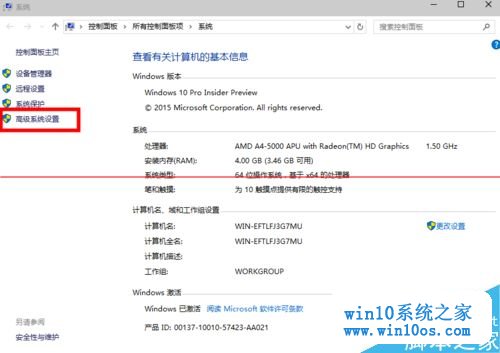 系统
控制面板 › 所有控制面板项 › 系统
搜索控制面板
控制面板主页
设备管理器
远程设置
系统保护
高级系统设置
查看有关计算机的基本信息
Windows 版本
Windows 10 Pro Insider Preview
© 2015 Microsoft Corporation. All rights reserved.
系统
处理器: AMD A4-5000 APU with Radeon(TM) HD Graphics 1.50 GHz
安装内存(RAM): 4.00 GB (3.46 GB 可用)
系统类型: 64 位操作系统，基于 x64 的处理器
笔和触摸: 为 10 触摸点提供有限的触控支持
计算机名、域和工作组设置
计算机名: WIN-EFTLFJ3G7MU
更改设置
计算机全名: WIN-EFTLFJ3G7MU
计算机描述:
工作组: WORKGROUP
Windows 激活
Windows 已激活 阅读 Microsoft 软件许可条款
产品 ID: 00137-10010-57423-AA021
另请参阅
安全性与维护
win10系统之家
www.win10os.com
脚本之家